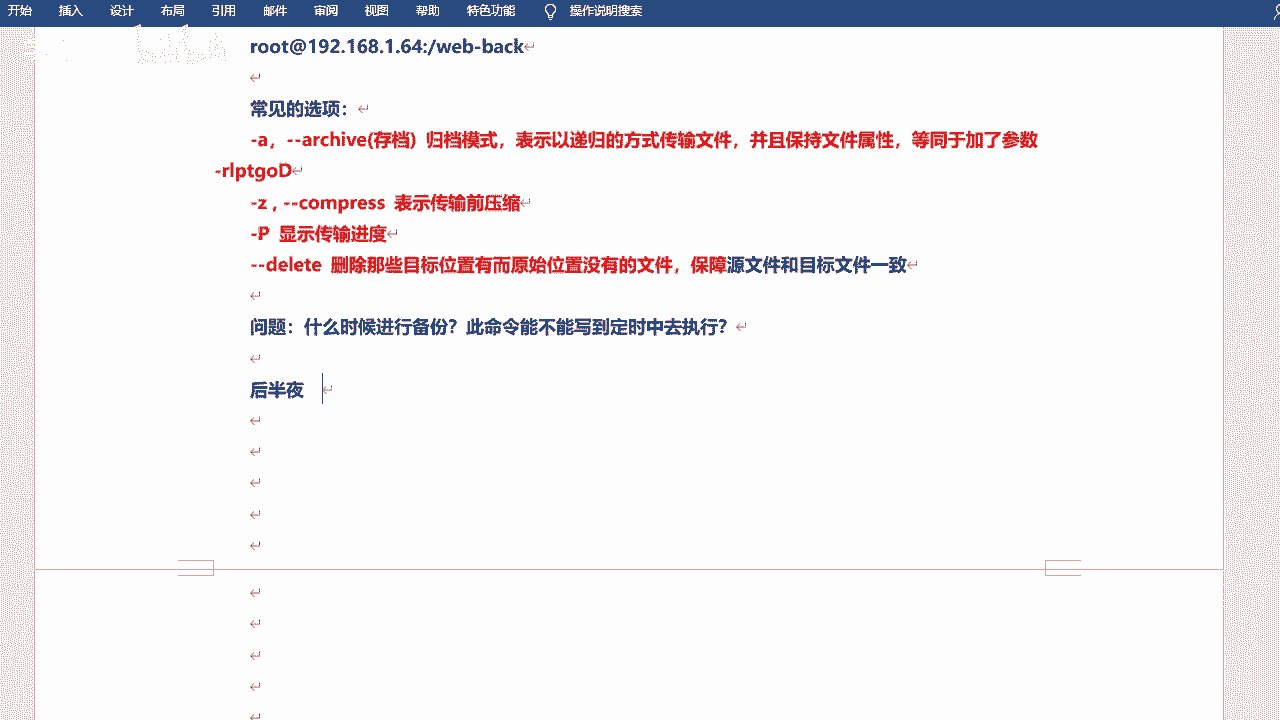 开始 插入 设计 布局 引用 邮件 审阅 视图 帮助 特色功能 操作说明搜索
root@192.168.1.64:/web-back
常见的选项：
-a，--archive(存档) 归档模式，表示以递归的方式传输文件，并且保持文件属性，等同于加了参数
-rlptgoD
-z , --compress 表示传输前压缩
-P 显示传输进度
--delete 删除那些目标位置有而原始位置没有的文件，保障源文件和目标文件一致
问题：什么时候进行备份？此命令能不能写到定时中去执行？
后半夜